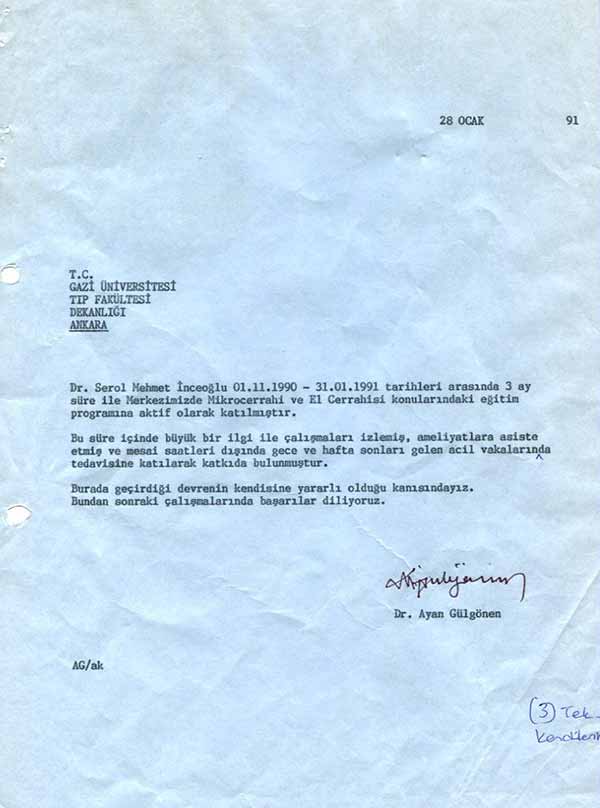 28 OCAK 91
T.C.
GAZİ ÜNİVERSİTESİ
TIP FAKÜLTESİ
DEKANLIĞI
ANKARA
Dr. Serol Mehmet İnceoğlu 01.11.1990 - 31.01.1991 tarihleri arasında 3 ay
süre ile Merkezimizde Mikrocerrahi ve El Cerrahisi konularındaki eğitim
programına aktif olarak katılmıştır.
Bu süre içinde büyük bir ilgi ile çalışmaları izlemiş, ameliyatlara asiste
etmiş ve mesai saatleri dışında gece ve hafta sonları gelen acil vakalarında
tedavisine katılarak katkıda bulunmuştur.
Burada geçirdiği devrenin kendisine yararlı olduğu kanısındayız.
Bundan sonraki çalışmalarında başarılar diliyoruz.
Dr. Ayan Gülgönen
AG/ak
(3) Tek